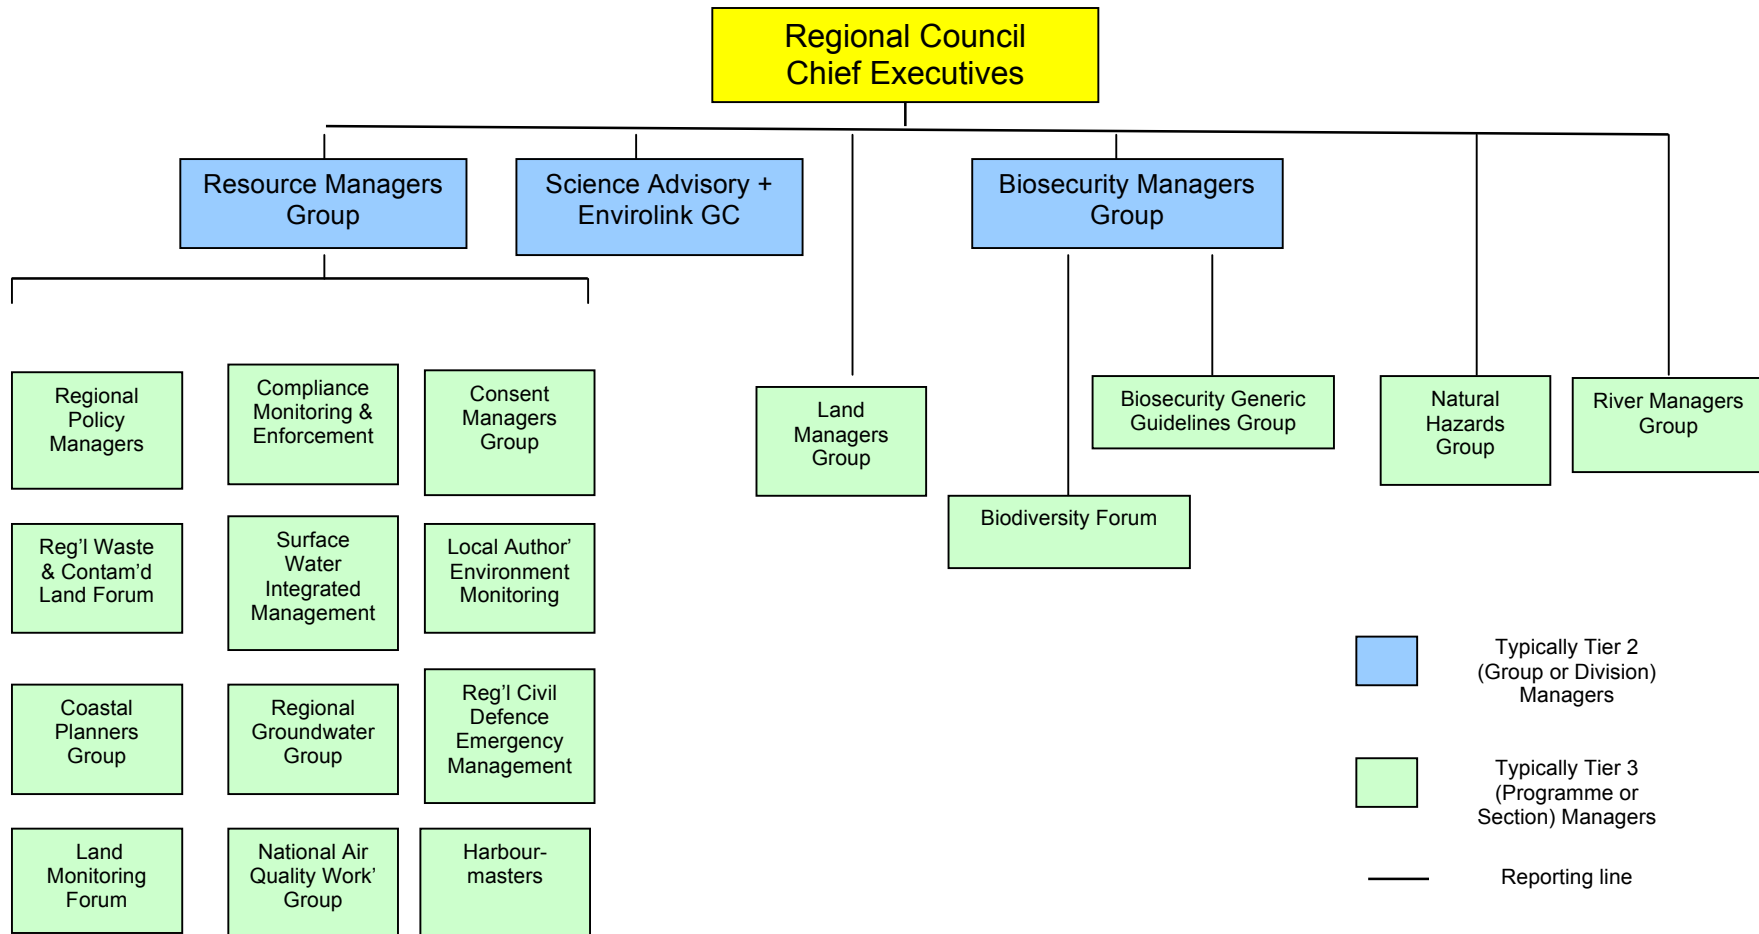 Regional Council
Chief Executives
Resource Managers
Group
Science Advisory +
Envirolink GC
Biosecurity Managers
Group
Regional
Policy
Managers
Compliance
Monitoring &
Enforcement
Consent
Managers
Group
Land
Managers
Group
Biosecurity Generic
Guidelines Group
Natural
Hazards
Group
River Managers
Group
Biodiversity Forum
Reg'l Waste
& Contam'd
Land Forum
Surface
Water
Integrated
Management
Local Author'
Environment
Monitoring
Coastal
Planners
Group
Regional
Groundwater
Group
Reg'l Civil
Defence
Emergency
Management
Land
Monitoring
Forum
National Air
Quality Work'
Group
Harbour-
masters
Typically Tier 2
(Group or Division)
Managers
Typically Tier 3
(Programme or
Section) Managers
Reporting line